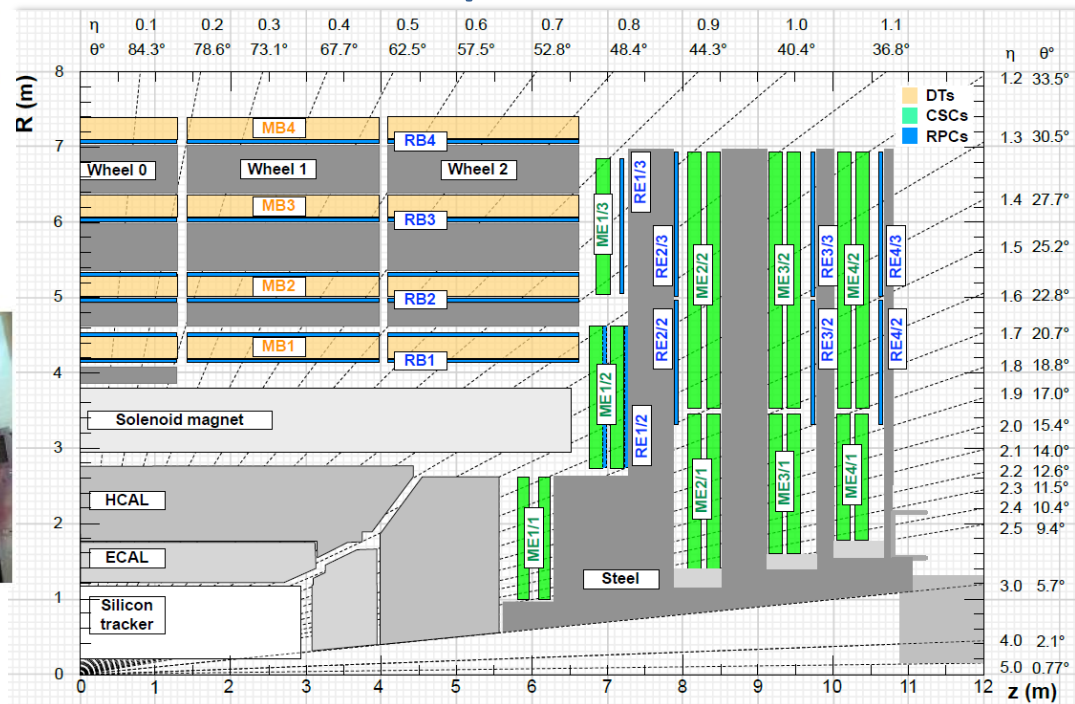 η 0.1 0.2 0.3 0.4 0.5 0.6 0.7 0.8 0.9 1.0 1.1
θ° 84.3° 78.6° 73.1° 67.7° 62.5° 57.5° 52.8° 48.4° 44.3° 40.4° 36.8° η θ°
R (m)
8 1.2 33.5°
DTs
CSCs
RPCs
MB4
RB4
7 1.3 30.5°
Wheel 0 Wheel 1 Wheel 2
RE1/3
MB3
RB3
6 1.4 27.7°
ME1/3
RE2/3
ME2/2
ME3/2
RE3/3
ME4/2
RE4/3
1.5 25.2°
MB2
RB2
5 1.6 22.8°
MB1
RB1
1.7 20.7°
RE2/2
RE3/2
RE4/2
4 1.8 18.8°
ME1/2
1.9 17.0°
Solenoid magnet
RE1/2
2.0 15.4°
3 2.1 14.0°
2.2 12.6°
HCAL
ME2/1
ME3/1
ME4/1
2.3 11.5°
2.4 10.4°
2 2.5 9.4°
ME1/1
ECAL
Steel
3.0 5.7°
1
Silicon
tracker
4.0 2.1°
0 5.0 0.77°
0 1 2 3 4 5 6 7 8 9 10 11 12
z (m)